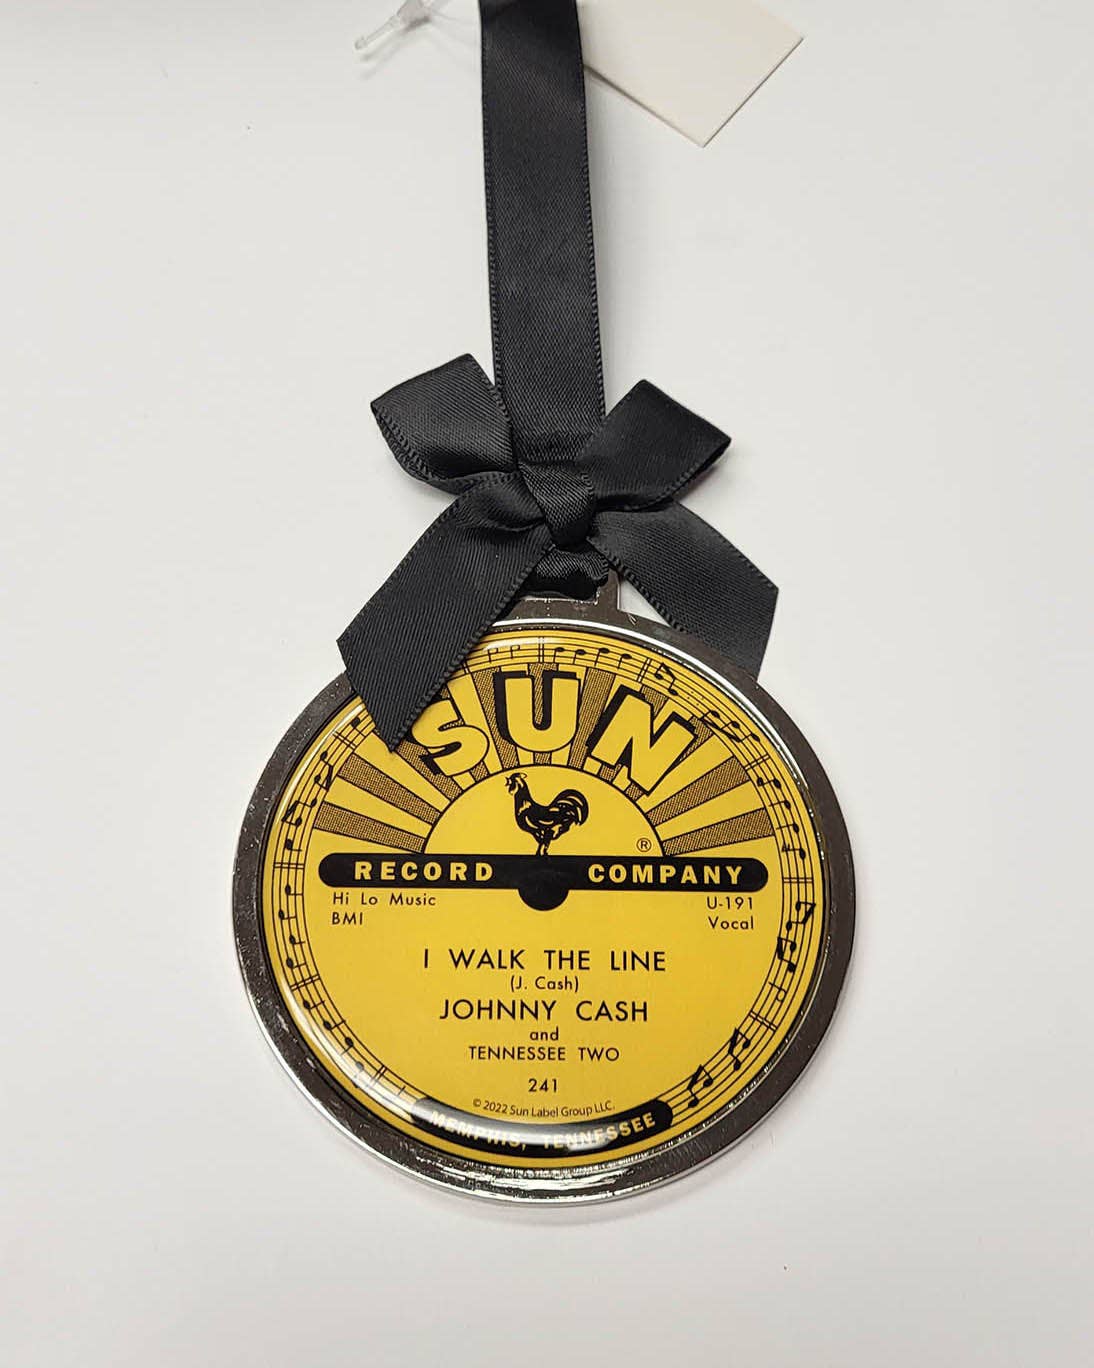 SUN
®
RECORD COMPANY
Hi Lo Music
BMI
U-191
Vocal
I WALK THE LINE
(J. Cash)
JOHNNY CASH
and
TENNESSEE TWO
241
© 2022 Sun Label Group LLC.
MEMPHIS, TENNESSEE